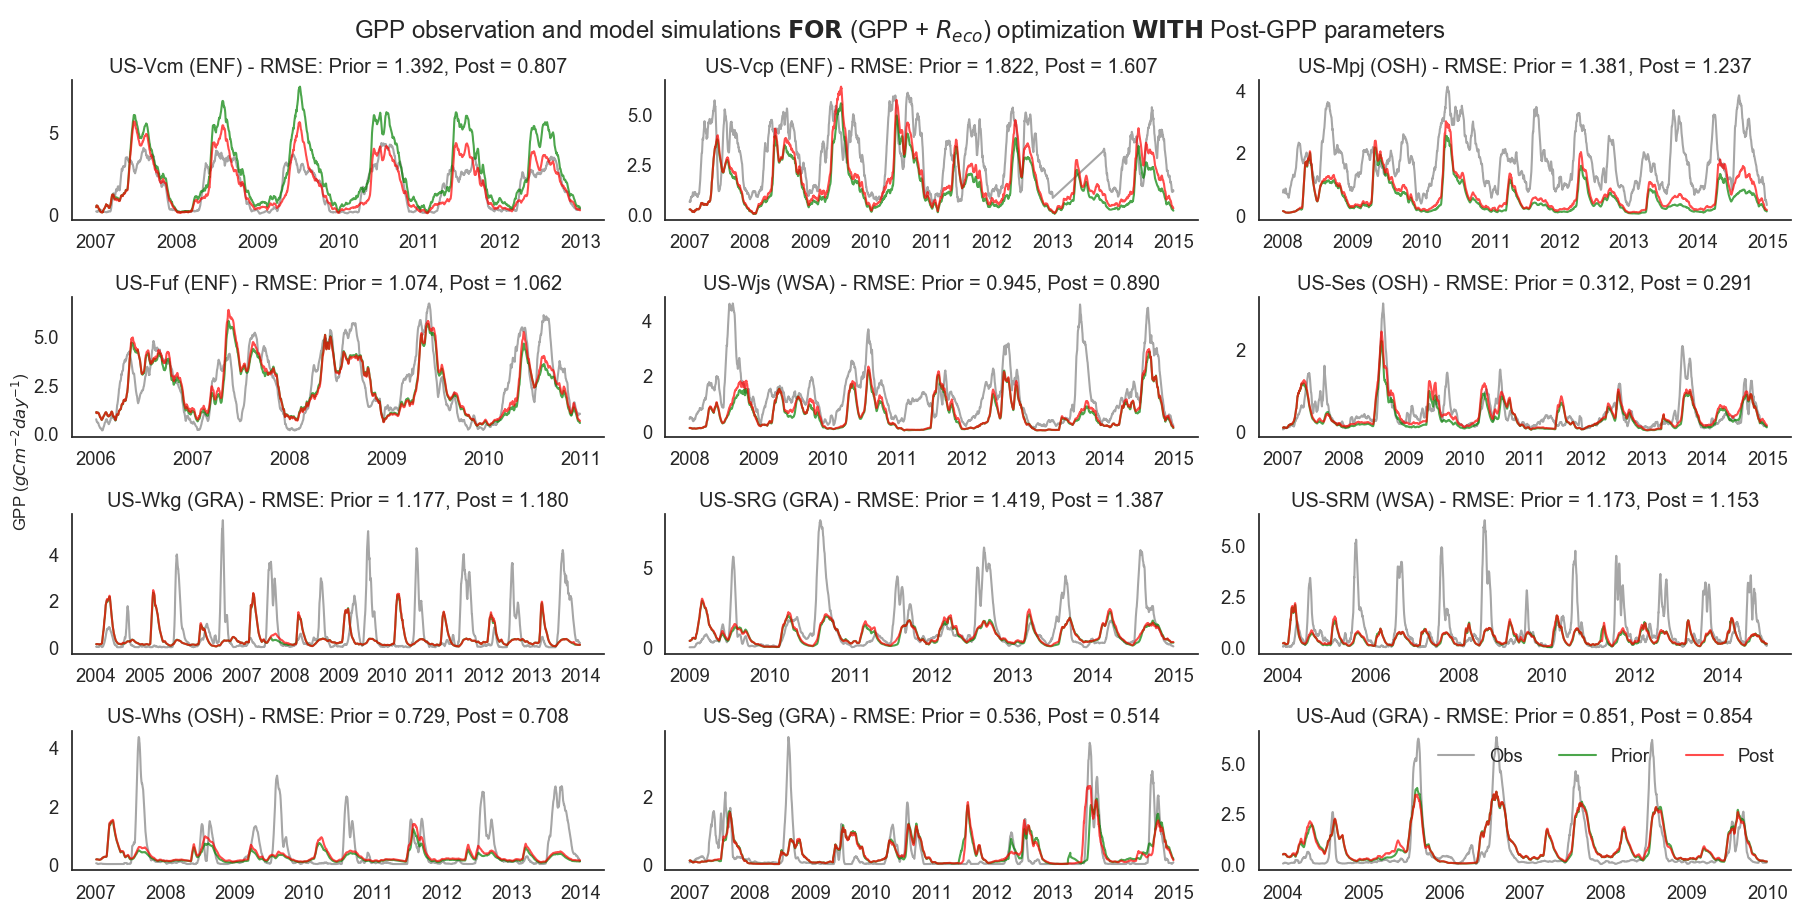 GPP observation and model simulations FOR (GPP + R_eco) optimization WITH Post-GPP parameters
US-Vcm (ENF) - RMSE: Prior = 1.392, Post = 0.807
5
0
2007 2008 2009 2010 2011 2012 2013
US-Vcp (ENF) - RMSE: Prior = 1.822, Post = 1.607
5.0
2.5
0.0
2007 2008 2009 2010 2011 2012 2013 2014 2015
US-Mpj (OSH) - RMSE: Prior = 1.381, Post = 1.237
4
2
0
2008 2009 2010 2011 2012 2013 2014 2015
GPP (gCm⁻²day⁻¹)
US-Fuf (ENF) - RMSE: Prior = 1.074, Post = 1.062
5.0
2.5
0.0
2006 2007 2008 2009 2010 2011
US-Wjs (WSA) - RMSE: Prior = 0.945, Post = 0.890
4
2
0
2008 2009 2010 2011 2012 2013 2014 2015
US-Ses (OSH) - RMSE: Prior = 0.312, Post = 0.291
2
0
2007 2008 2009 2010 2011 2012 2013 2014 2015
US-Wkg (GRA) - RMSE: Prior = 1.177, Post = 1.180
4
2
0
2004 2005 2006 2007 2008 2009 2010 2011 2012 2013 2014
US-SRG (GRA) - RMSE: Prior = 1.419, Post = 1.387
5
0
2009 2010 2011 2012 2013 2014 2015
US-SRM (WSA) - RMSE: Prior = 1.173, Post = 1.153
5.0
2.5
0.0
2004 2006 2008 2010 2012 2014
US-Whs (OSH) - RMSE: Prior = 0.729, Post = 0.708
4
2
0
2007 2008 2009 2010 2011 2012 2013 2014
US-Seg (GRA) - RMSE: Prior = 0.536, Post = 0.514
2
0
2007 2008 2009 2010 2011 2012 2013 2014 2015
US-Aud (GRA) - RMSE: Prior = 0.851, Post = 0.854
Obs Prior Post
5.0
2.5
0.0
2004 2005 2006 2007 2008 2009 2010